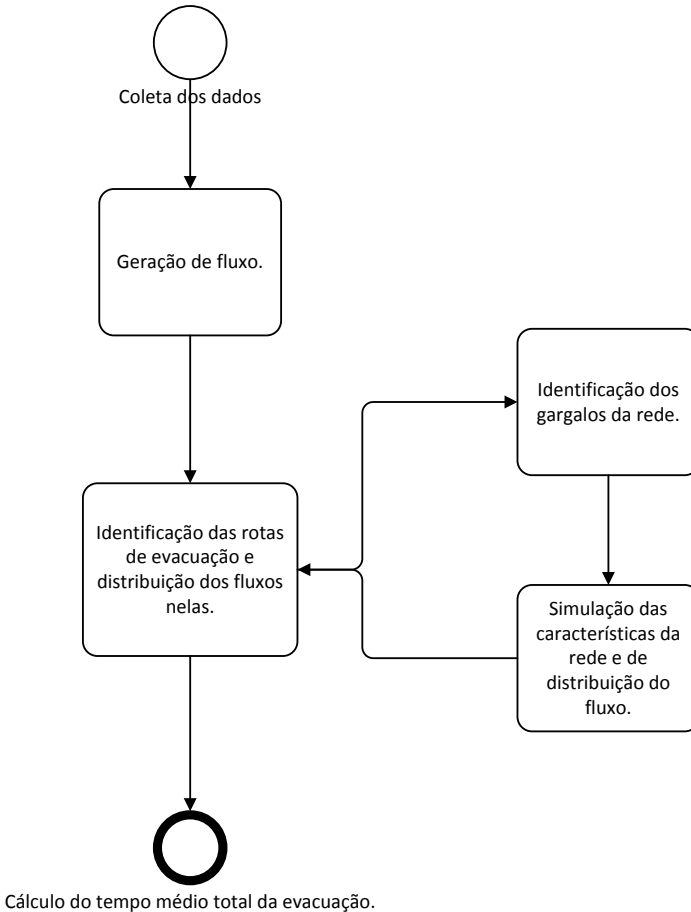 Coleta dos dados
Geração de fluxo.
Identificação dos
gargalos da rede.
Identificação das rotas
de evacuação e
distribuição dos fluxos
nelas.
Simulação das
características da
rede e de
distribuição do
fluxo.
Cálculo do tempo médio total da evacuação.